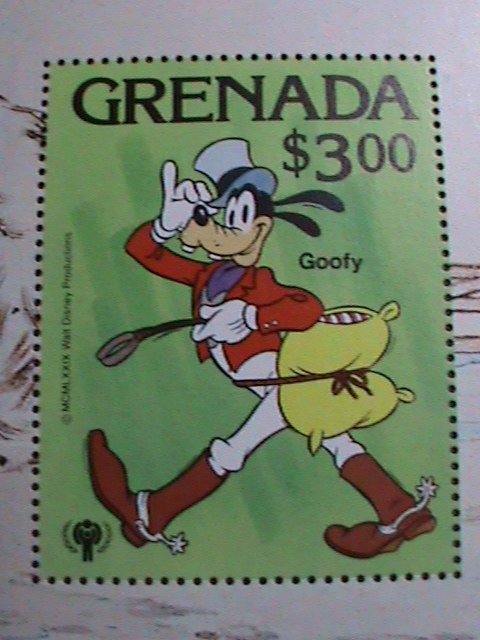 GRENADA
$3.00
Goofy
© MCMLXXIX Walt Disney Productions